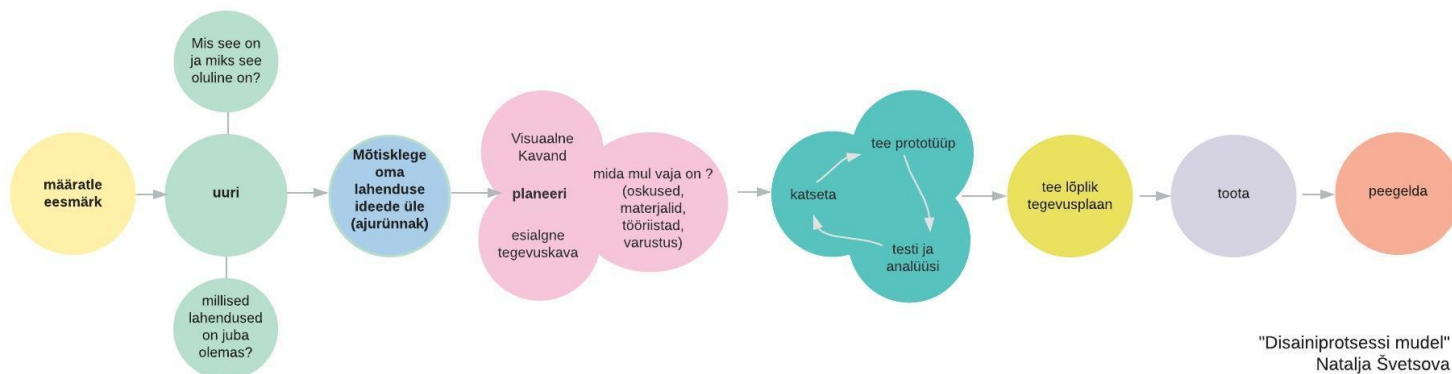 määratle
eesmärk
Mis see on
ja miks see
oluline on?
uuri
millised
lahendused
on juba
olemas?
Mõtisklege
oma
lahenduse
ideede üle
(ajurünnak)
Visuaalne
Kavand
planeeri
esialgne
tegevuskava
mida mul vaja on ?
(oskused,
materjalid,
tööriistad,
varustus)
katseta
tee prototüüp
testi ja
analüüsi
tee lõplik
tegevusplaan
toota
peegelda
"Disainiprotsessi mudel"
Natalja Švetsova